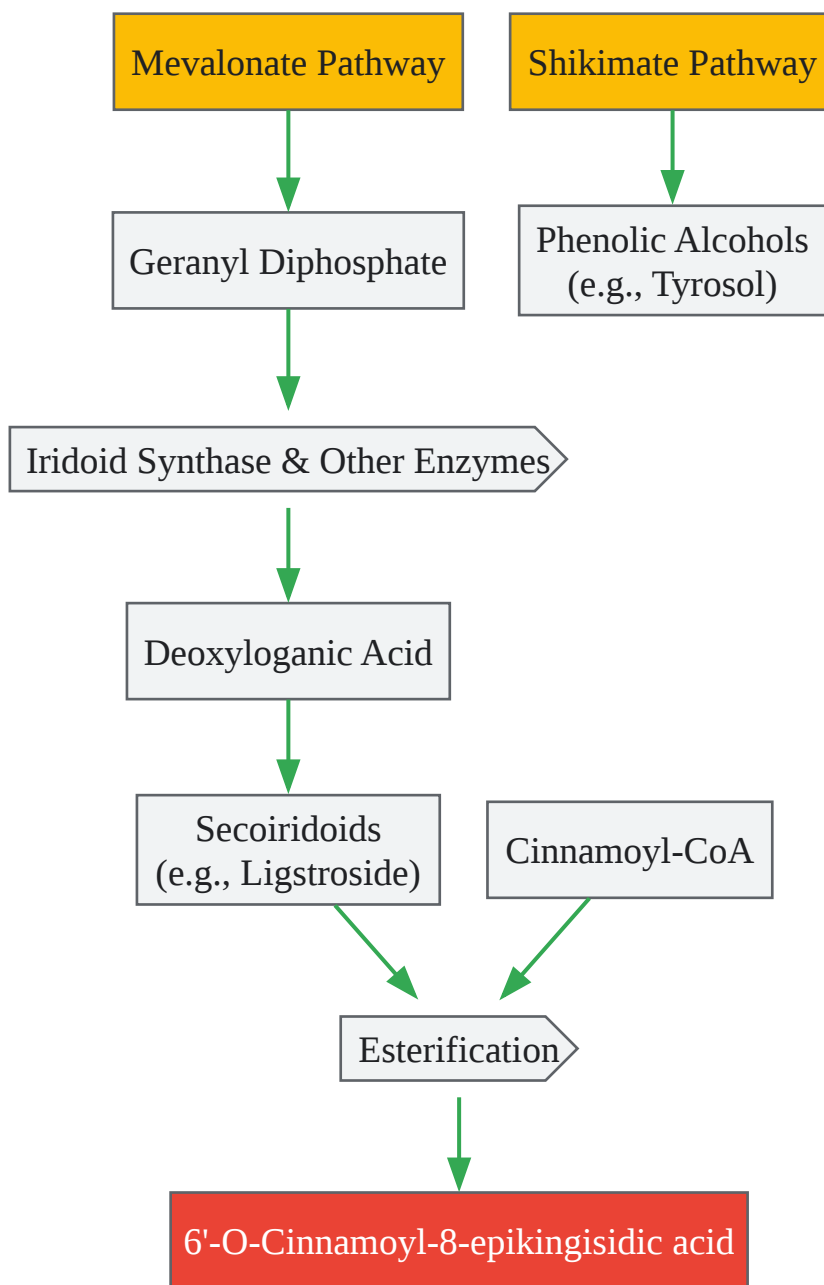 Mevalonate Pathway
Shikimate Pathway
Geranyl Diphosphate
Phenolic Alcohols
(e.g., Tyrosol)
Iridoid Synthase & Other Enzymes
Deoxyloganic Acid
Secoiridoids
(e.g., Ligstroside)
Cinnamoyl-CoA
Esterification
6'-O-Cinnamoyl-8-epikingisidic acid